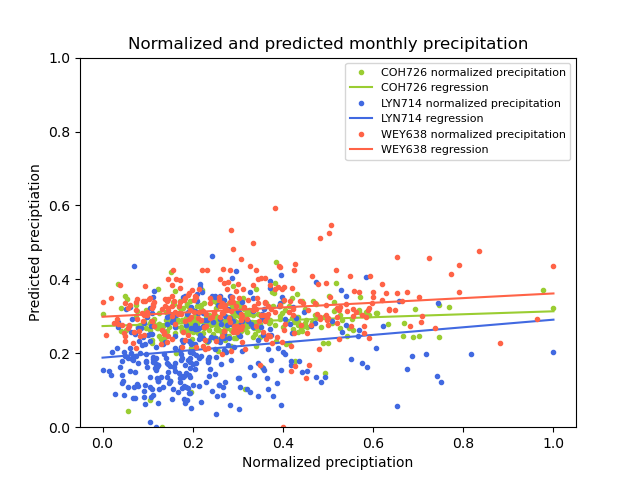 Normalized and predicted monthly precipitation
COH726 normalized precipitation
COH726 regression
LYN714 normalized precipitation
LYN714 regression
WEY638 normalized precipitation
WEY638 regression
1.0
0.8
0.6
0.4
0.2
0.0
Predicted preciptiation
0.0 0.2 0.4 0.6 0.8 1.0
Normalized preciptiation